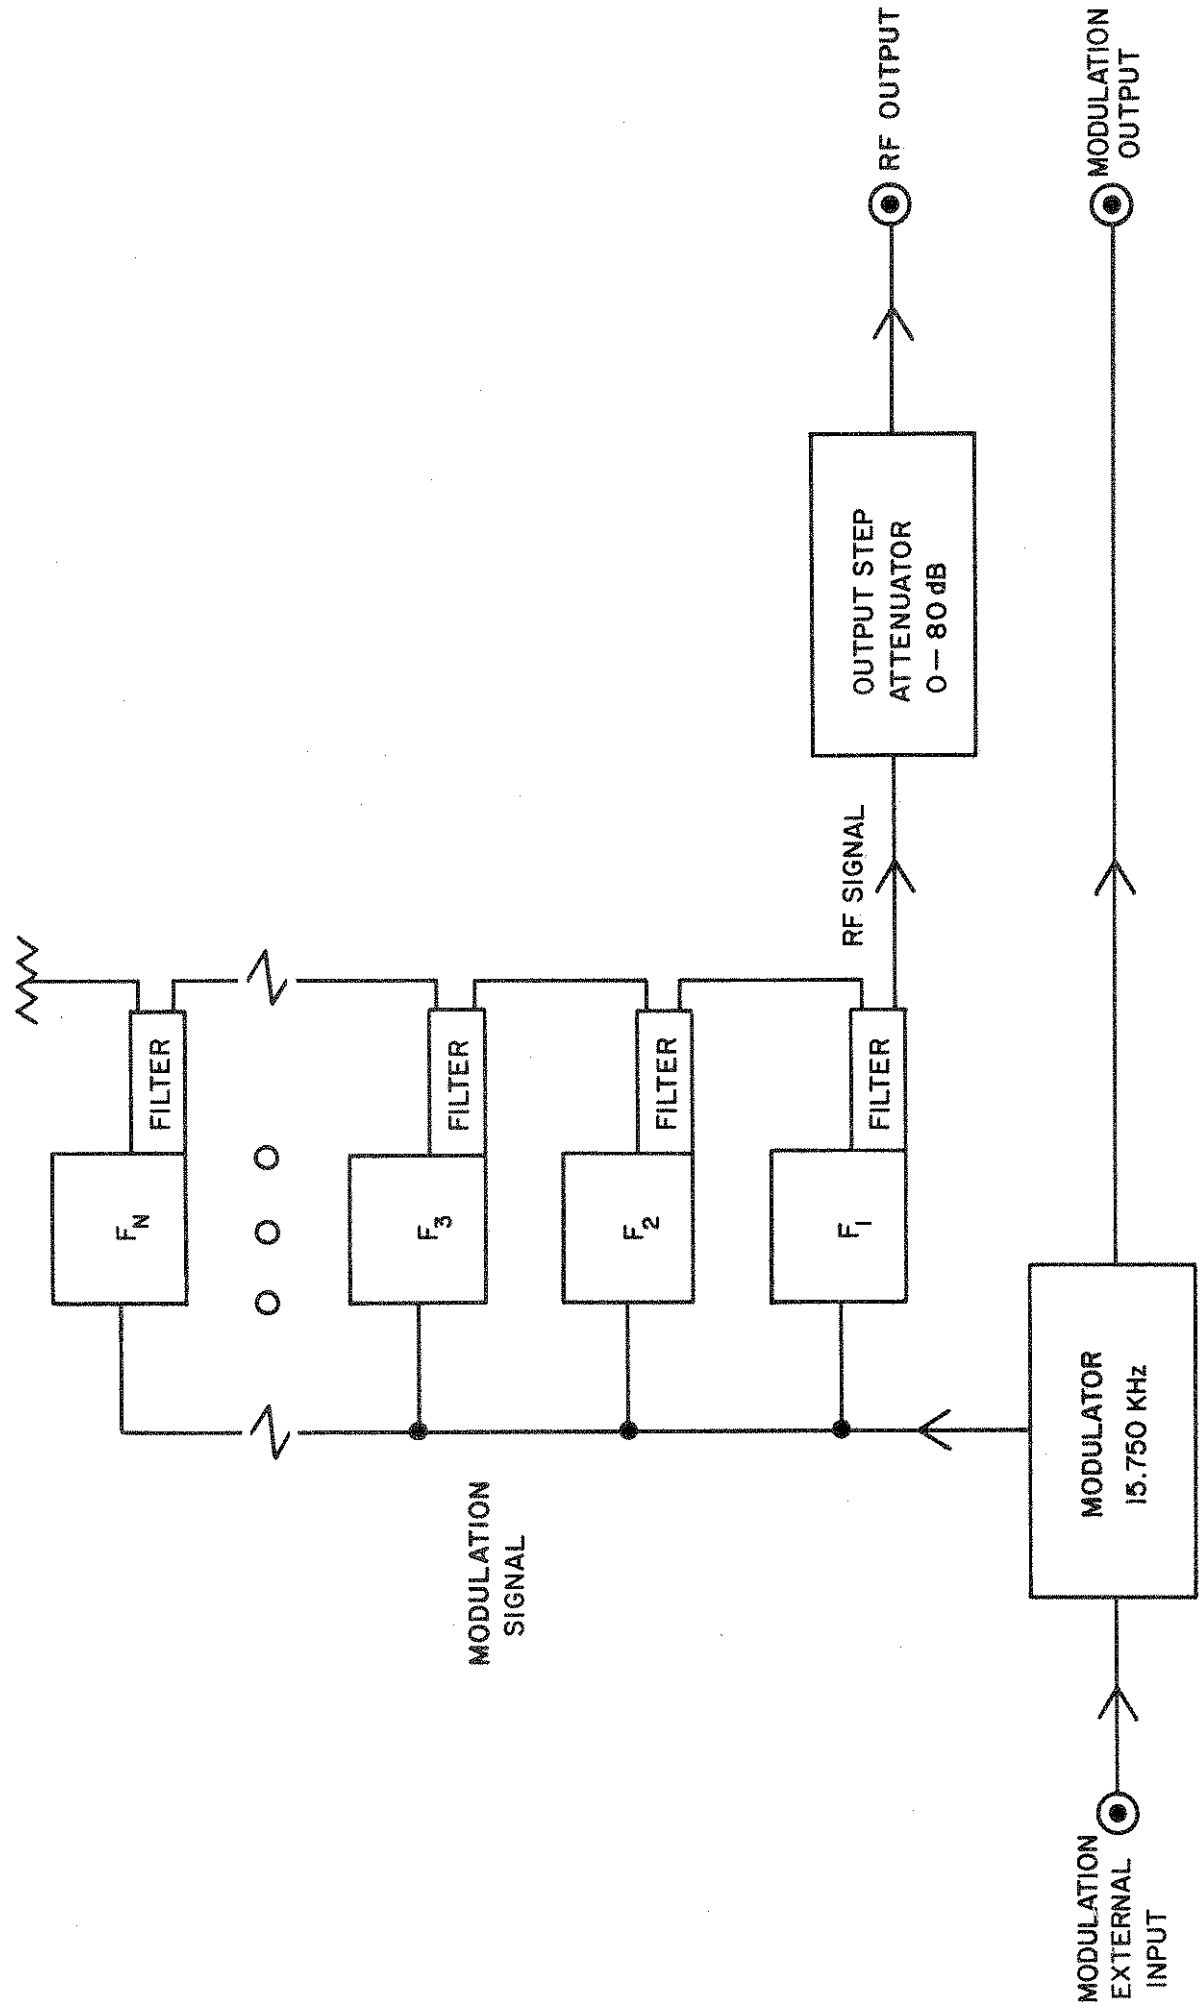 F_N
FILTER
F_3
FILTER
F_2
FILTER
F_1
FILTER
MODULATION
SIGNAL
RF SIGNAL
OUTPUT STEP
ATTENUATOR
0—80 dB
RF OUTPUT
MODULATION
EXTERNAL
INPUT
MODULATOR
15.750 KHz
MODULATION
OUTPUT